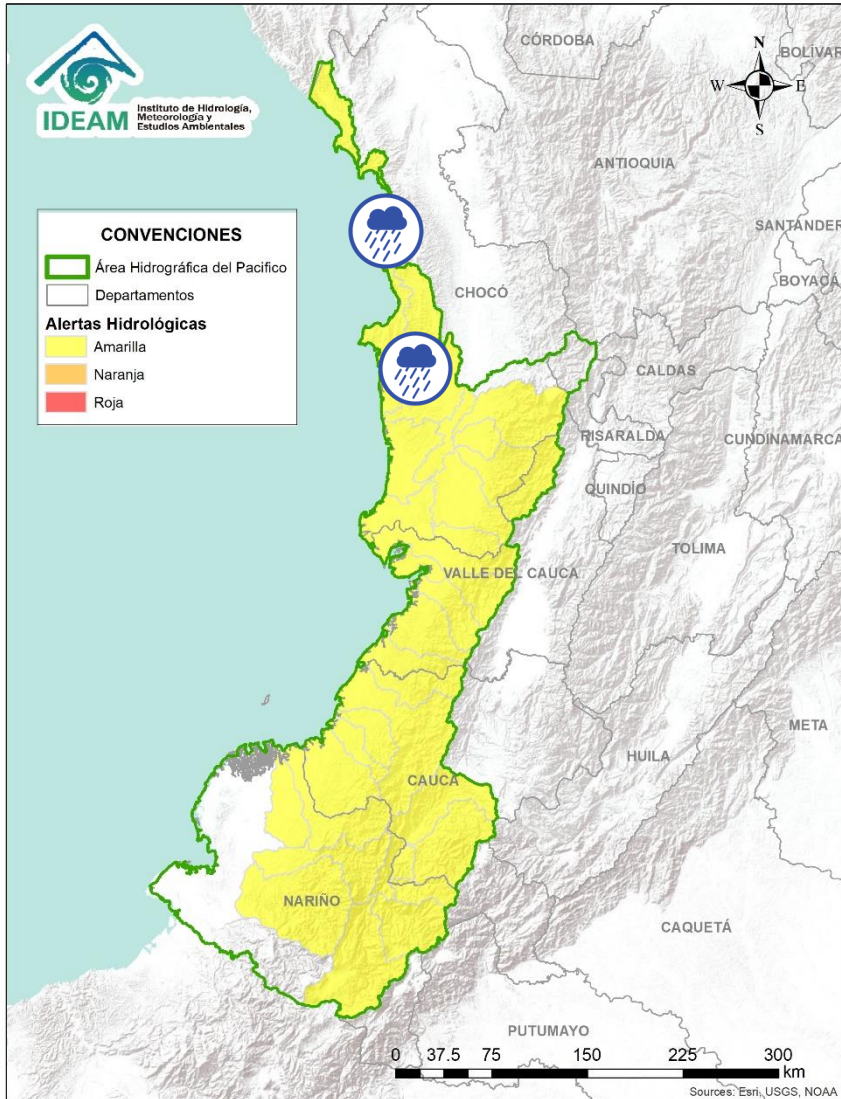 CÓRDOBA
BOLÍVAR
N
W
E
S
IDEAM
Instituto de Hidrología,
Meteorología y
Estudios Ambientales
ANTIOQUIA
SANTANDER
CONVENCIONES
Área Hidrográfica del Pacifico
Departamentos
Alertas Hidrológicas
Amarilla
Naranja
Roja
BOYACÁ
CHOCÓ
CALDAS
RISARALDA
CUNDINAMARCA
QUINDÍO
TOLIMA
VALLE DEL CAUCA
META
HUILA
CAUCA
NARIÑO
CAQUETÁ
PUTUMAYO
0 37.5 75 150 225 300
km
Sources: Esri, USGS, NOAA